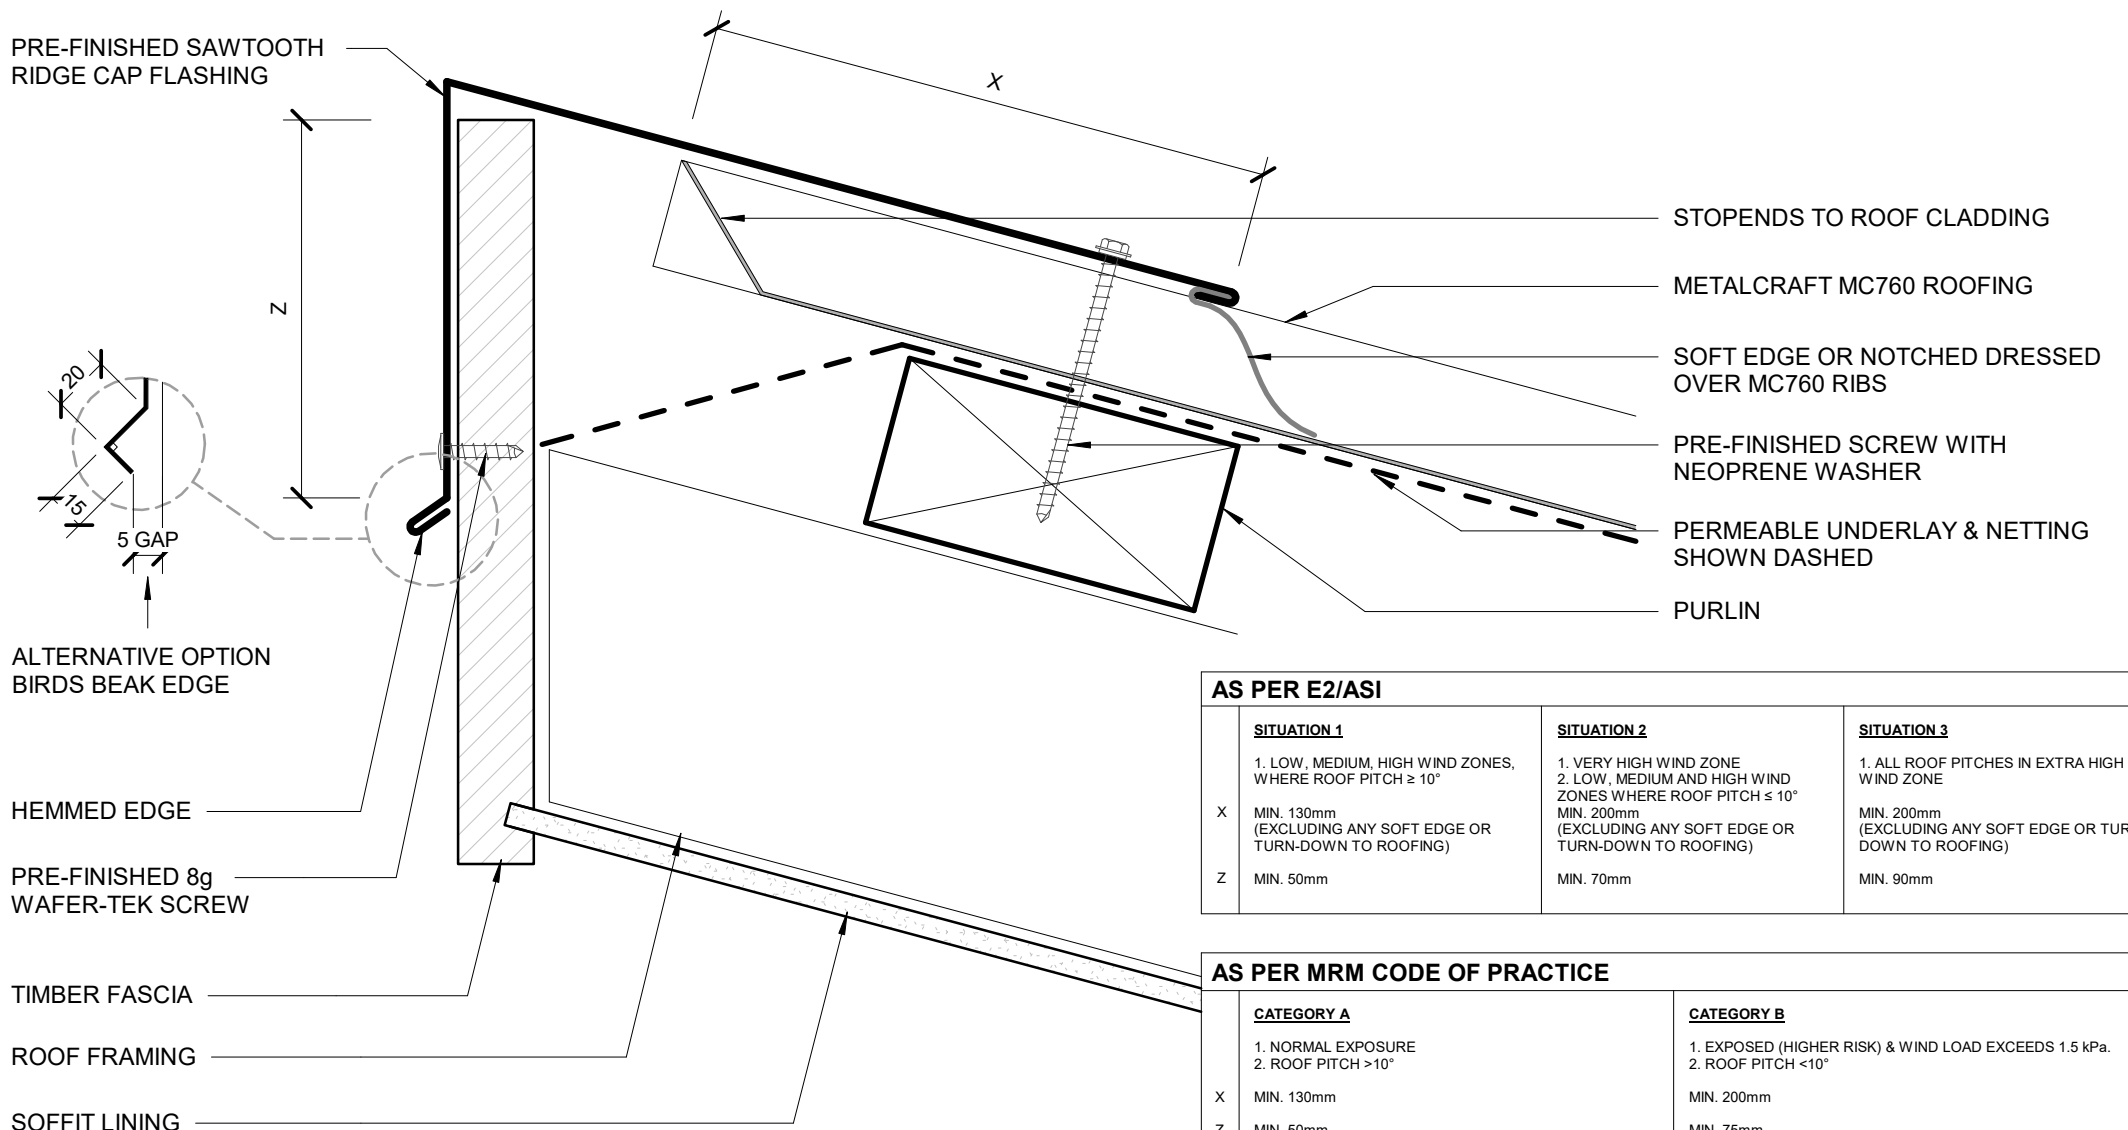 PRE-FINISHED SAWTOOTH
RIDGE CAP FLASHING
X
Z
STOPENDS TO ROOF CLADDING
METALCRAFT MC760 ROOFING
SOFT EDGE OR NOTCHED DRESSED
OVER MC760 RIBS
PRE-FINISHED SCREW WITH
NEOPRENE WASHER
PERMEABLE UNDERLAY & NETTING
SHOWN DASHED
PURLIN
20
15
5 GAP
ALTERNATIVE OPTION
BIRDS BEAK EDGE
HEMMED EDGE
PRE-FINISHED 8g
WAFER-TEK SCREW
TIMBER FASCIA
ROOF FRAMING
SOFFIT LINING
AS PER E2/ASI
SITUATION 1
1. LOW, MEDIUM, HIGH WIND ZONES,
WHERE ROOF PITCH ≥ 10°
X
MIN. 130mm
(EXCLUDING ANY SOFT EDGE OR
TURN-DOWN TO ROOFING)
Z
MIN. 50mm
SITUATION 2
1. VERY HIGH WIND ZONE
2. LOW, MEDIUM AND HIGH WIND
ZONES WHERE ROOF PITCH ≤ 10°
MIN. 200mm
(EXCLUDING ANY SOFT EDGE OR
TURN-DOWN TO ROOFING)
MIN. 70mm
SITUATION 3
1. ALL ROOF PITCHES IN EXTRA HIGH
WIND ZONE
MIN. 200mm
(EXCLUDING ANY SOFT EDGE OR TUR
DOWN TO ROOFING)
MIN. 90mm
AS PER MRM CODE OF PRACTICE
CATEGORY A
1. NORMAL EXPOSURE
2. ROOF PITCH >10°
X
MIN. 130mm
Z
MIN. 50mm
CATEGORY B
1. EXPOSED (HIGHER RISK) & WIND LOAD EXCEEDS 1.5 kPa.
2. ROOF PITCH <10°
MIN. 200mm
MIN. 75mm